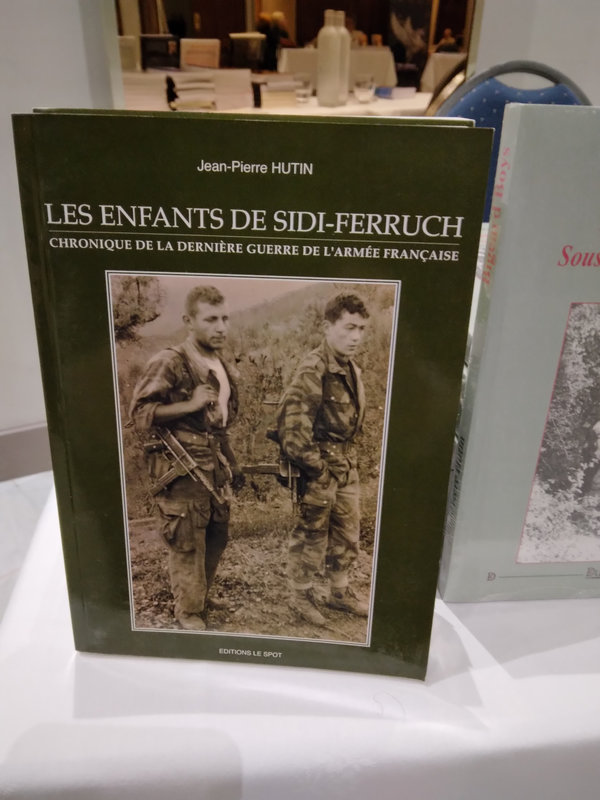 Jean-Pierre HUTIN
LES ENFANTS DE SIDI-FERRUCH
CHRONIQUE DE LA DERNIÈRE GUERRE DE L'ARMÉE FRANÇAISE
EDITIONS LE SPOT
Sous